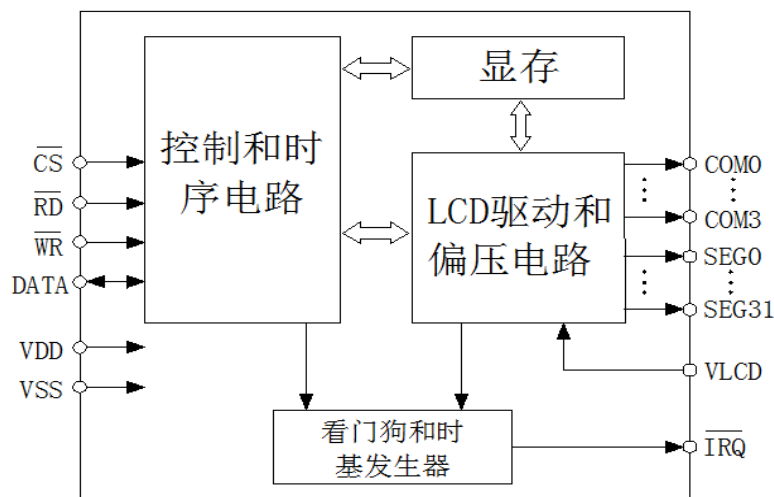 显存
控制和时
序电路
LCD驱动和
偏压电路
看门狗和时
基发生器
CS
RD
WR
DATA
VDD
VSS
COM0
COM3
SEG0
SEG31
VLCD
IRQ